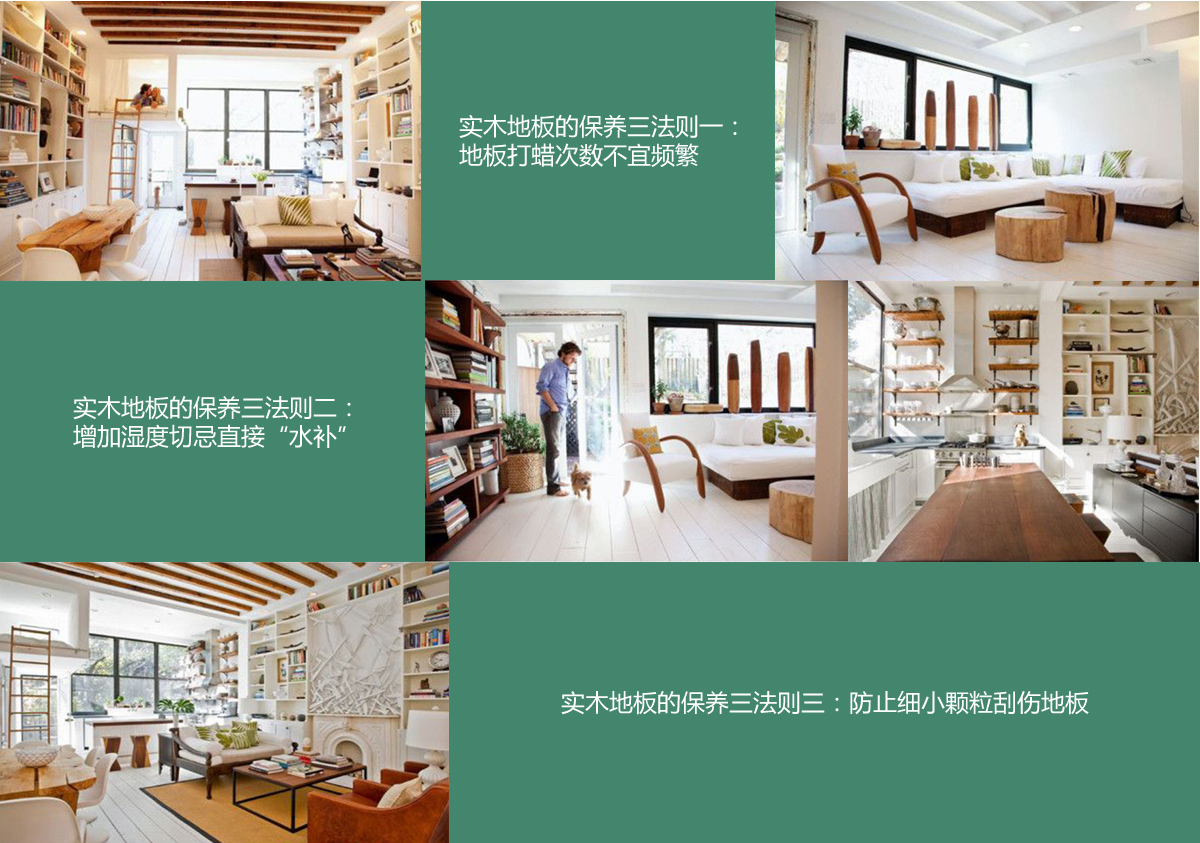 实木地板的保养三法则一：
地板打蜡次数不宜频繁
实木地板的保养三法则二：
增加湿度切忌直接“水补”
实木地板的保养三法则三：防止细小颗粒刮伤地板